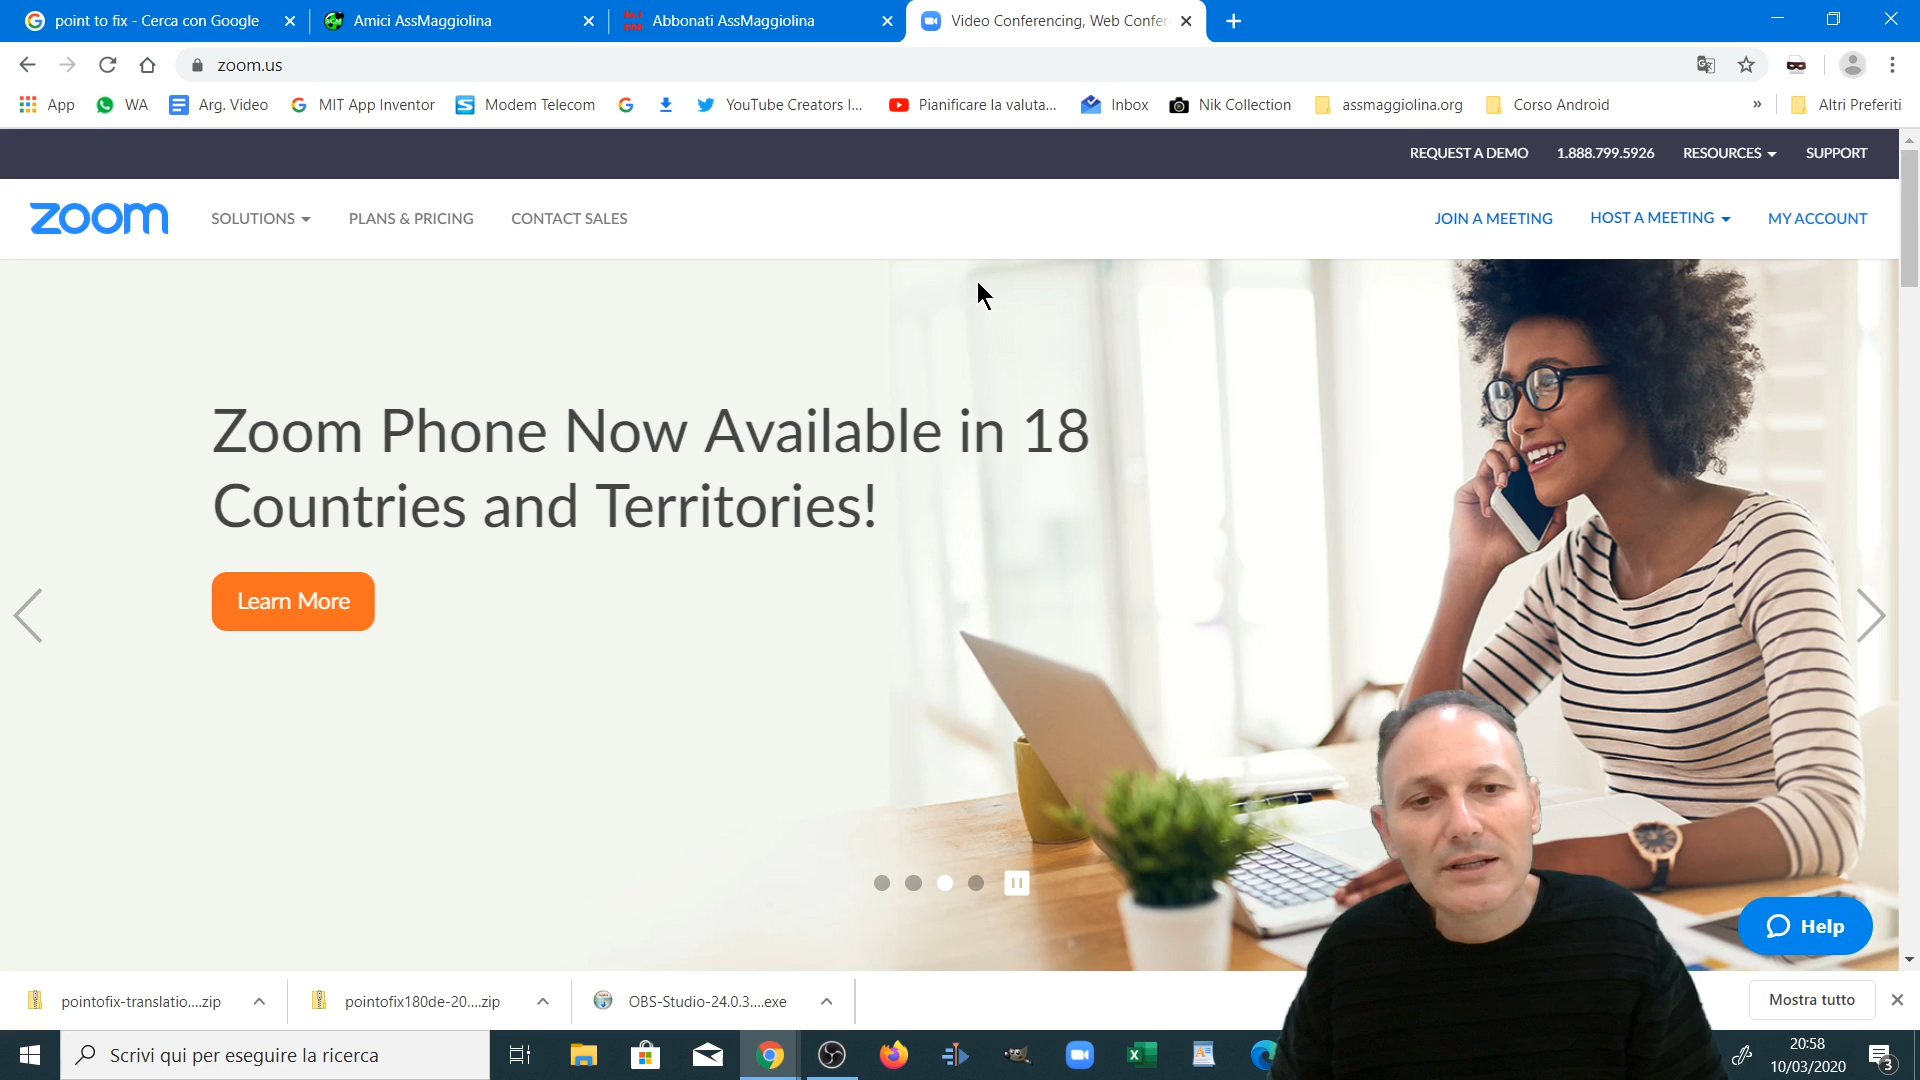 point to fix - Cerca con Google
Amici AssMaggiolina
Abbonati AssMaggiolina
Video Conferencing, Web Confer
zoom.us
App
WA
Arg. Video
MIT App Inventor
Modem Telecom
YouTube Creators I...
Pianificare la valuta...
Inbox
Nik Collection
assmaggiolina.org
Corso Android
»
Altri Preferiti
REQUEST A DEMO
1.888.799.5926
RESOURCES
SUPPORT
zoom
SOLUTIONS
PLANS & PRICING
CONTACT SALES
JOIN A MEETING
HOST A MEETING
MY ACCOUNT
Zoom Phone Now Available in 18
Countries and Territories!
Learn More
Help
pointofix-translatio....zip
pointofix180de-20....zip
OBS-Studio-24.0.3....exe
Mostra tutto
Scrivi qui per eseguire la ricerca
20:58
10/03/2020
3